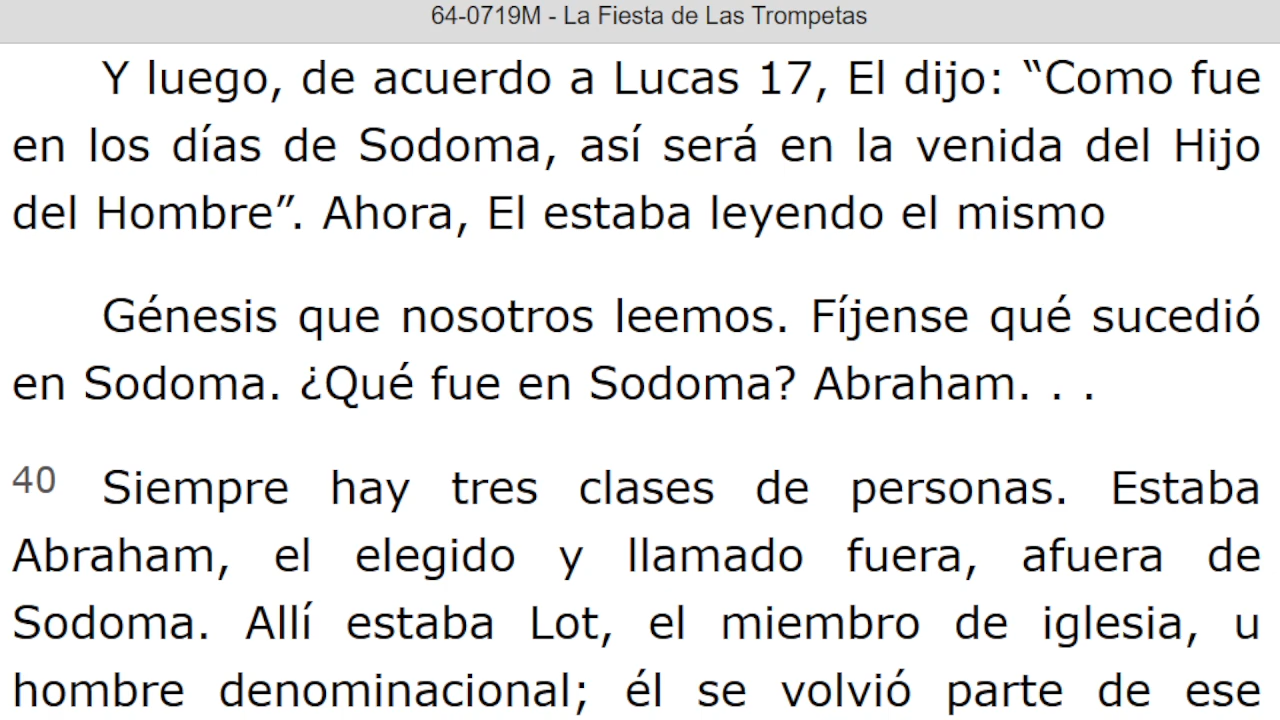 64-0719M - La Fiesta de Las Trompetas
Y luego, de acuerdo a Lucas 17, El dijo: “Como fue
en los días de Sodoma, así será en la venida del Hijo
del Hombre”. Ahora, El estaba leyendo el mismo
Génesis que nosotros leemos. Fíjense qué sucedió
en Sodoma. ¿Qué fue en Sodoma? Abraham. . .
40 Siempre hay tres clases de personas. Estaba
Abraham, el elegido y llamado fuera, afuera de
Sodoma. Allí estaba Lot, el miembro de iglesia, u
hombre denominacional; él se volvió parte de ese